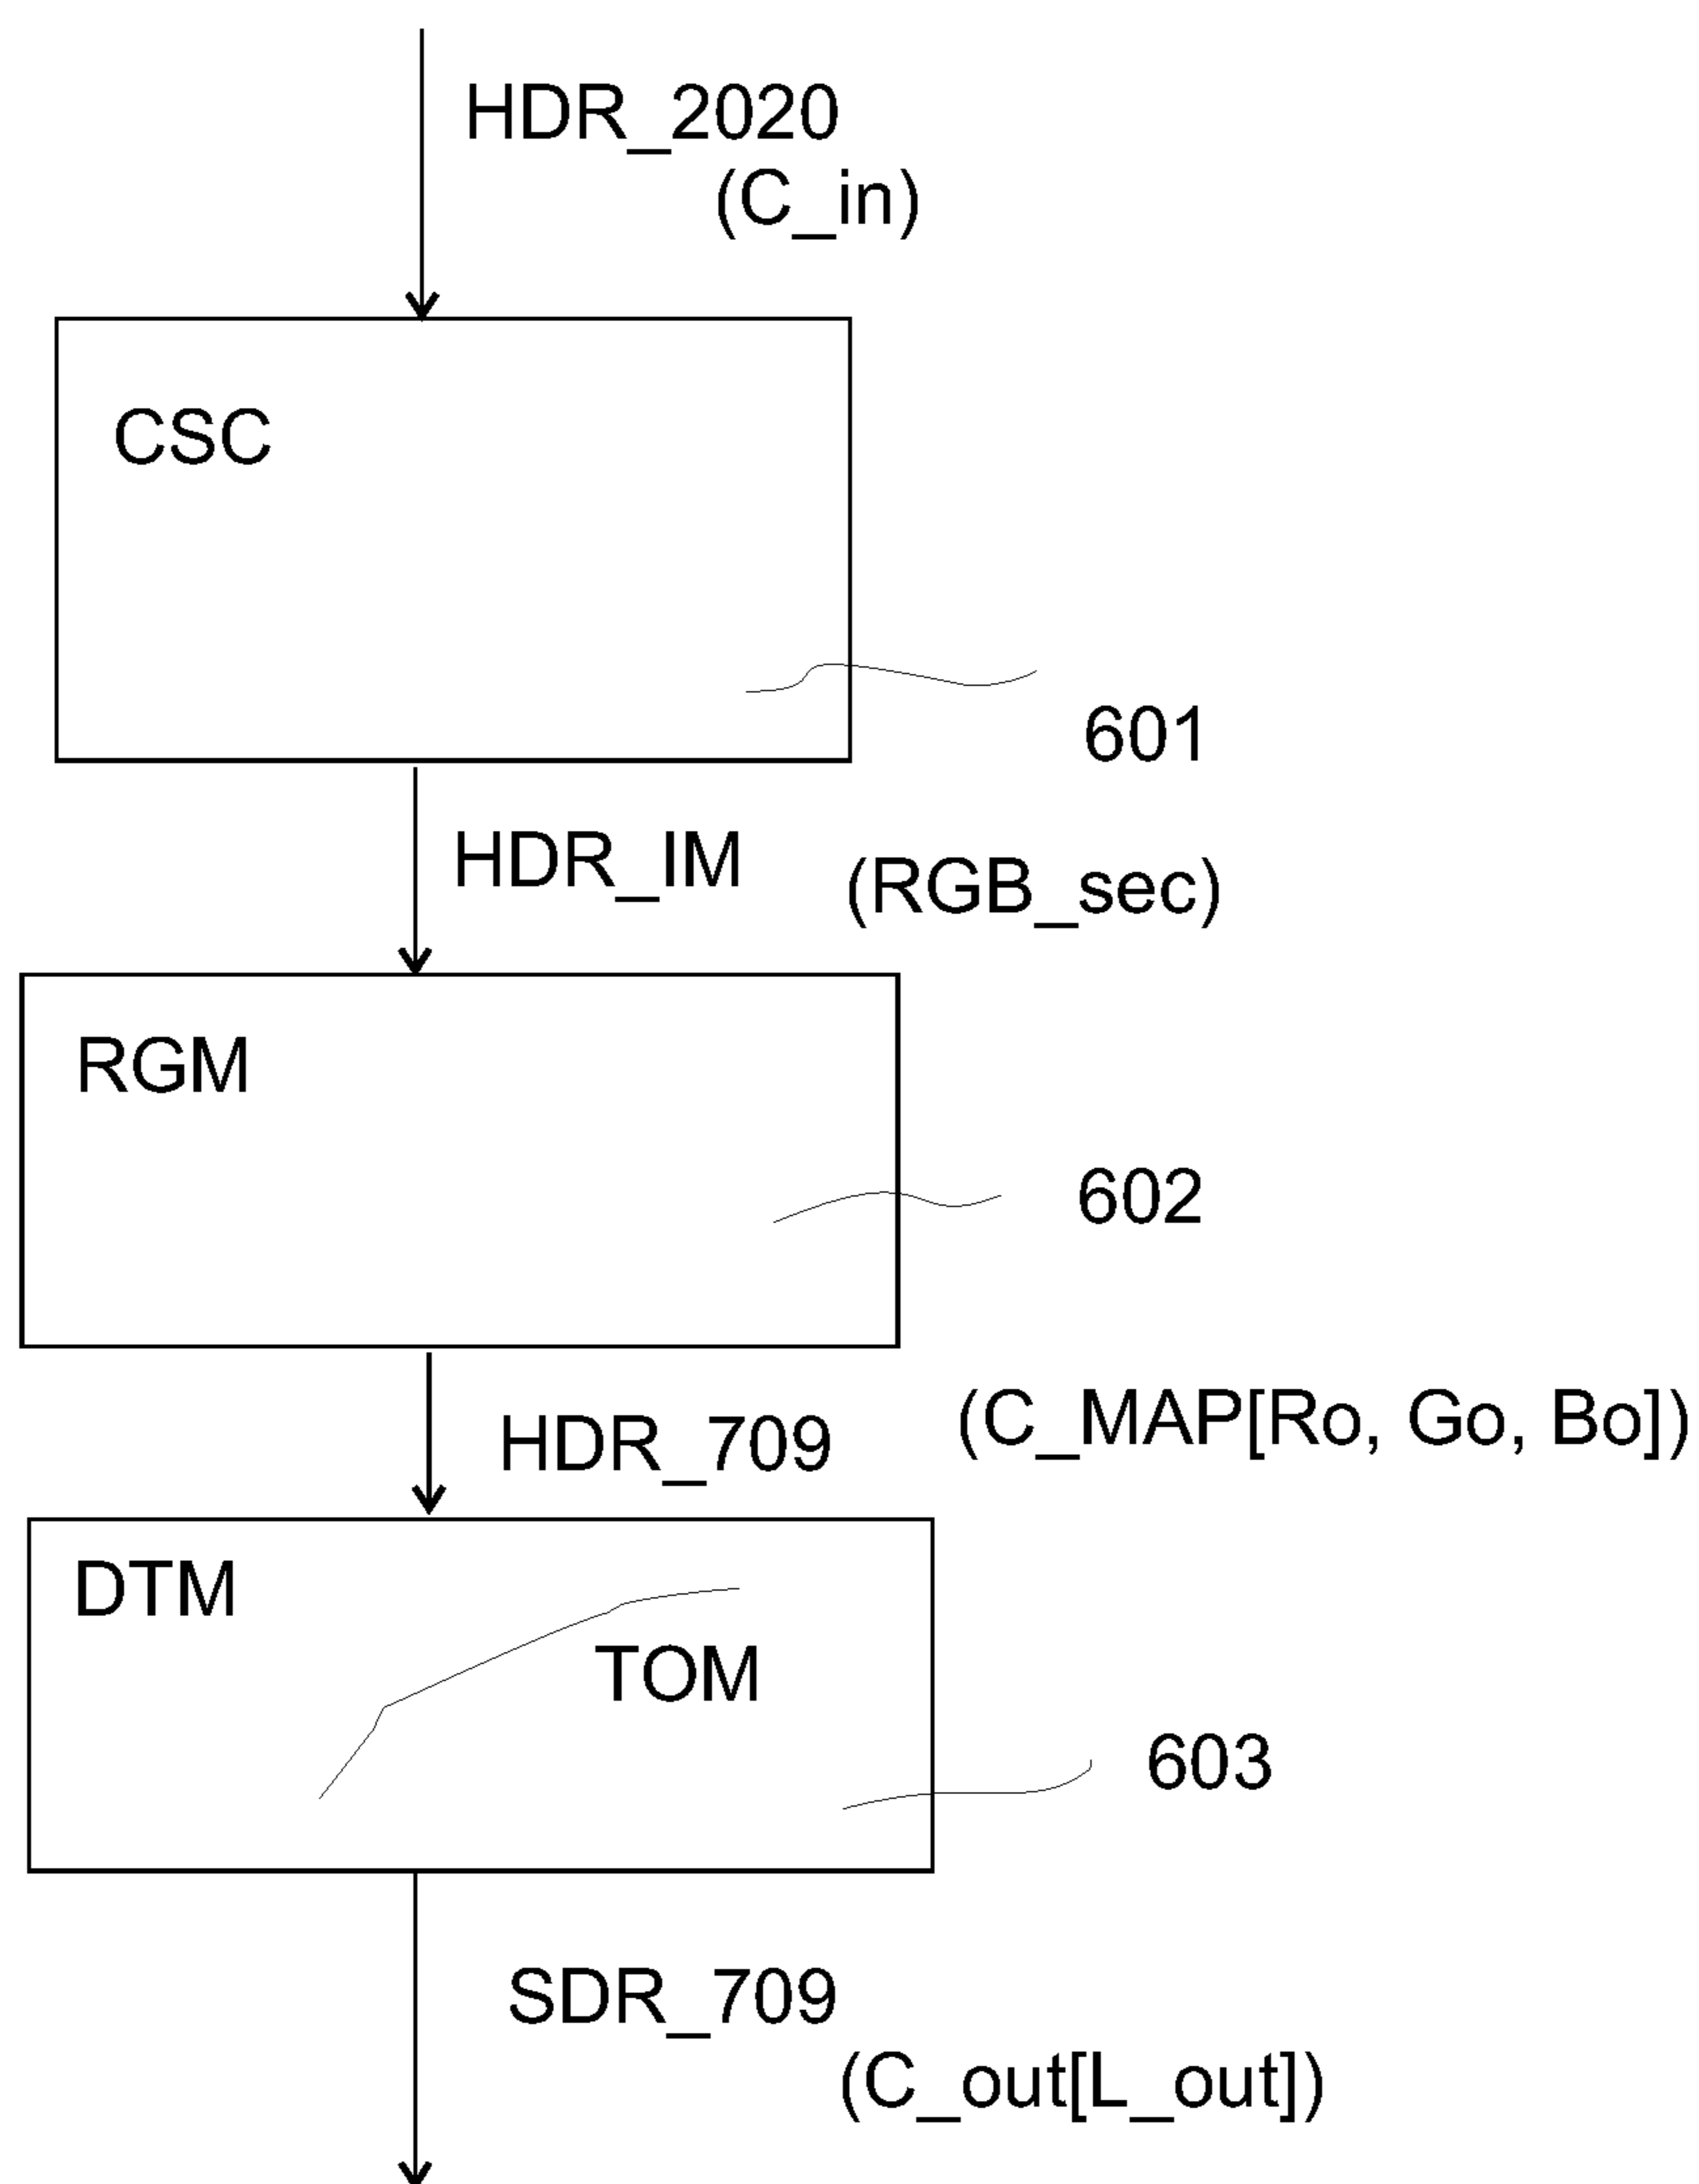 HDR_2020
(C_in)
CSC
601
HDR_IM
(RGB_sec)
RGM
602
(C_MAP[Ro, Go, Bo])
HDR_709
DTM
TOM
603
SDR_709
(C_out[L_out])